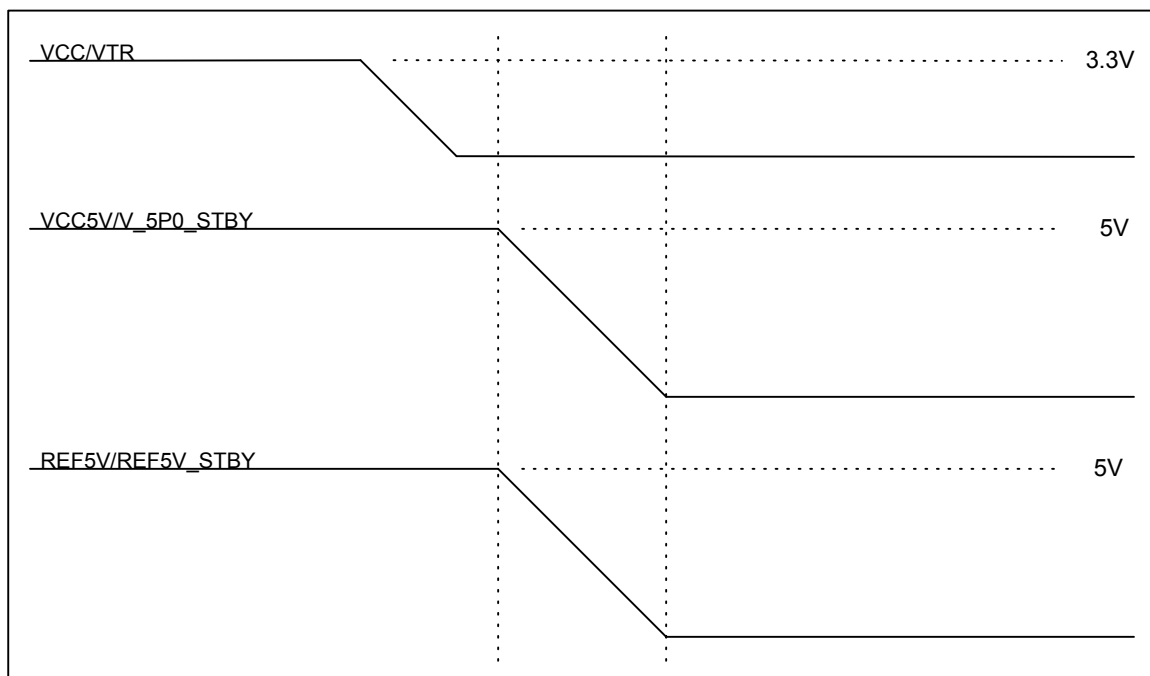 VCC/VTR
3.3V
VCC5V/V_5P0_STBY
5V
REF5V/REF5V_STBY
5V